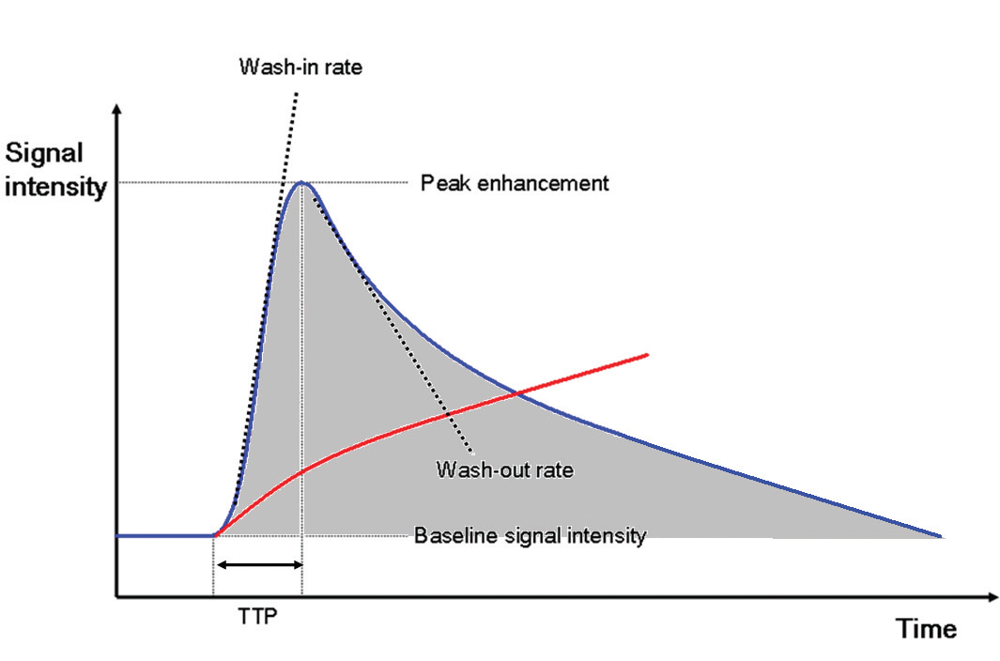 Wash-in rate
Signal
intensity
Peak enhancement
Wash-out rate
Baseline signal intensity
TTP
Time